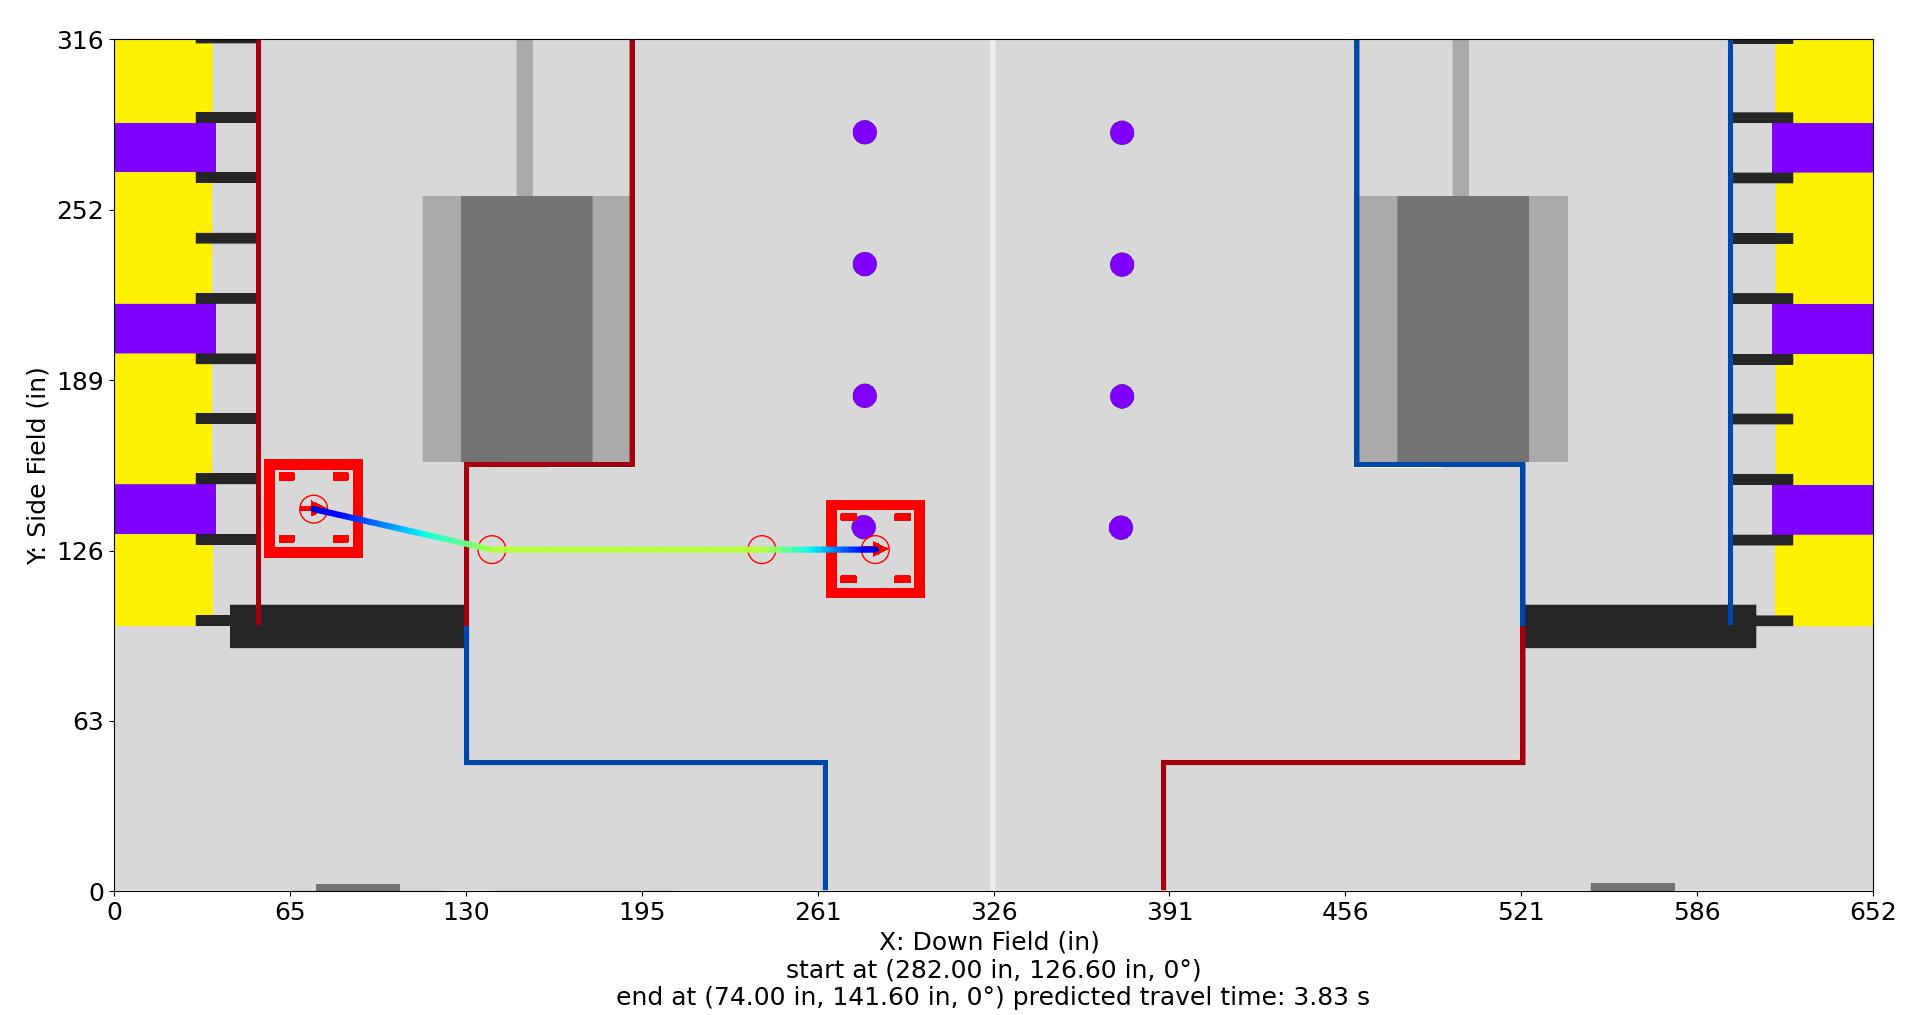 316
252
189
126
63
0
Y: Side Field (in)
0 65 130 195 261 326 391 456 521 586 652
X: Down Field (in)
start at (282.00 in, 126.60 in, 0°)
end at (74.00 in, 141.60 in, 0°) predicted travel time: 3.83 s